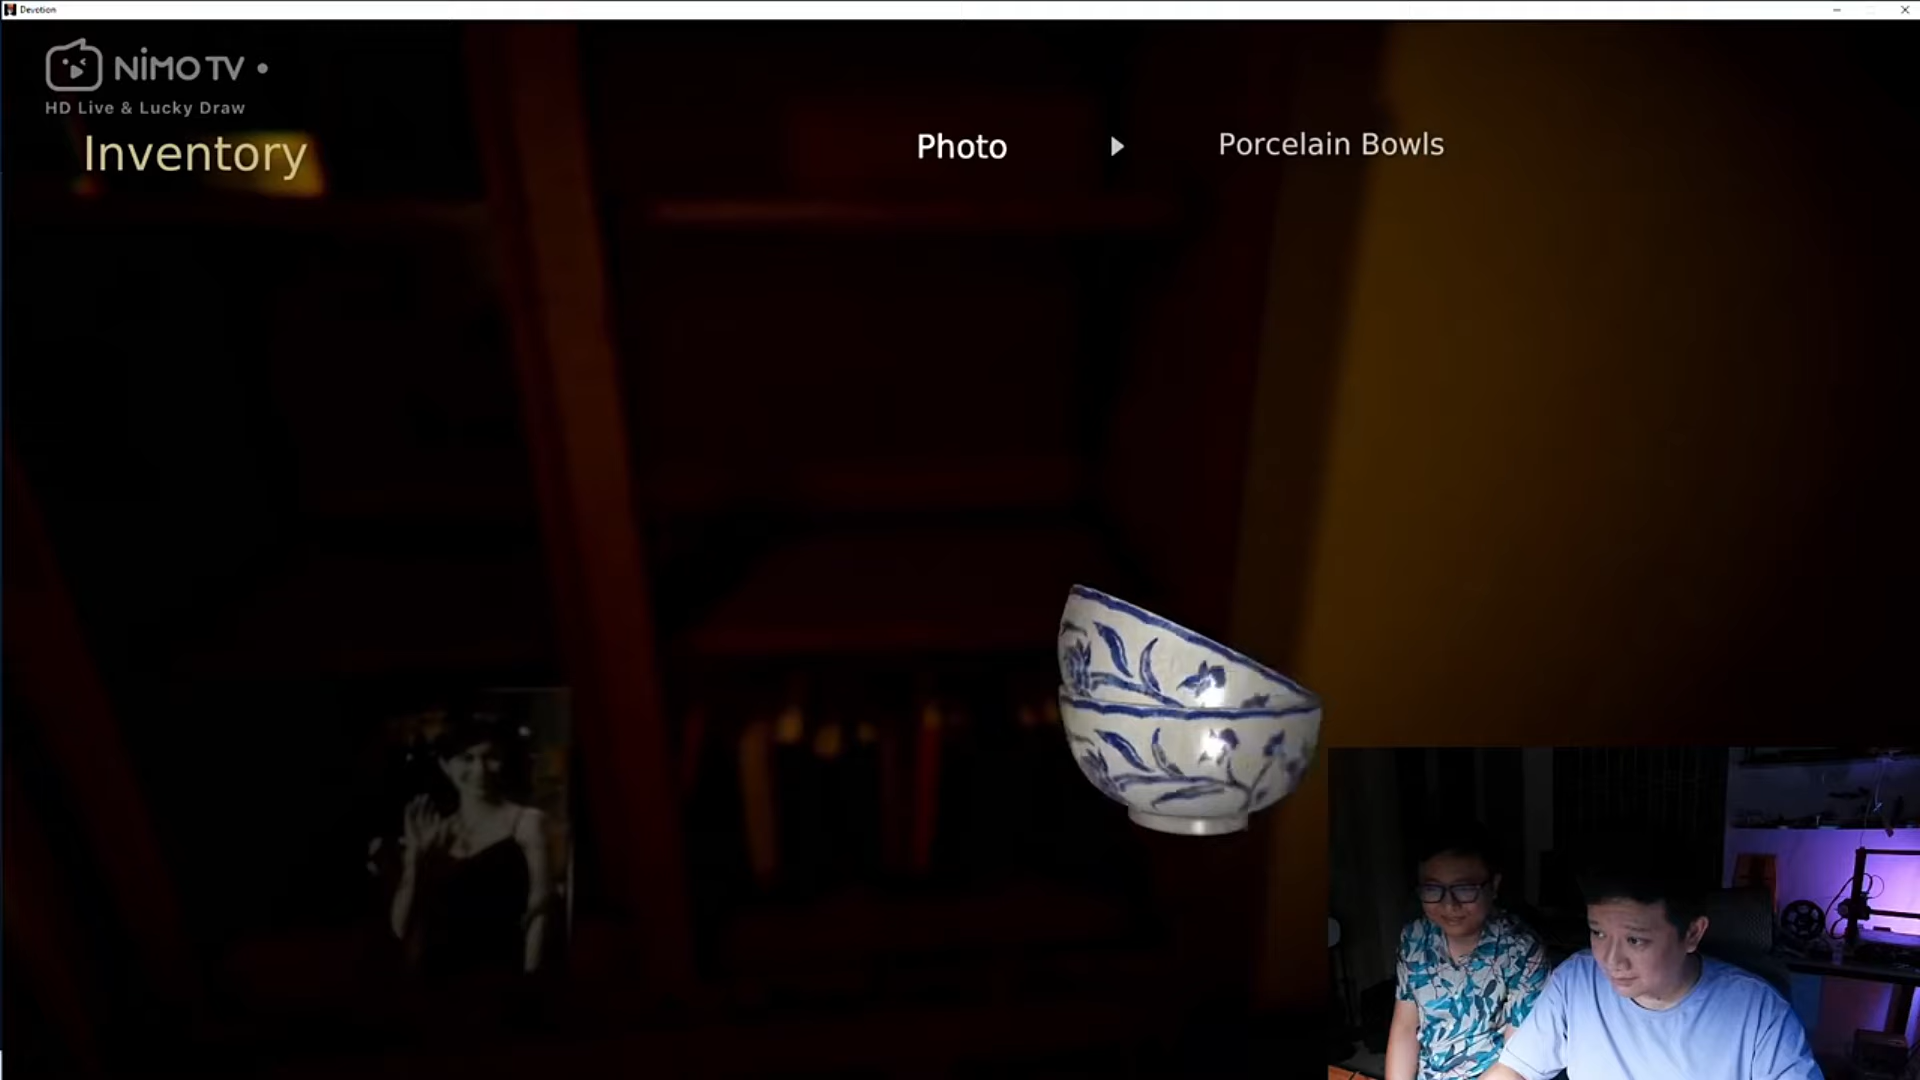 Devotion
NIMO TV
HD Live & Lucky Draw
Inventory
Photo
Porcelain Bowls